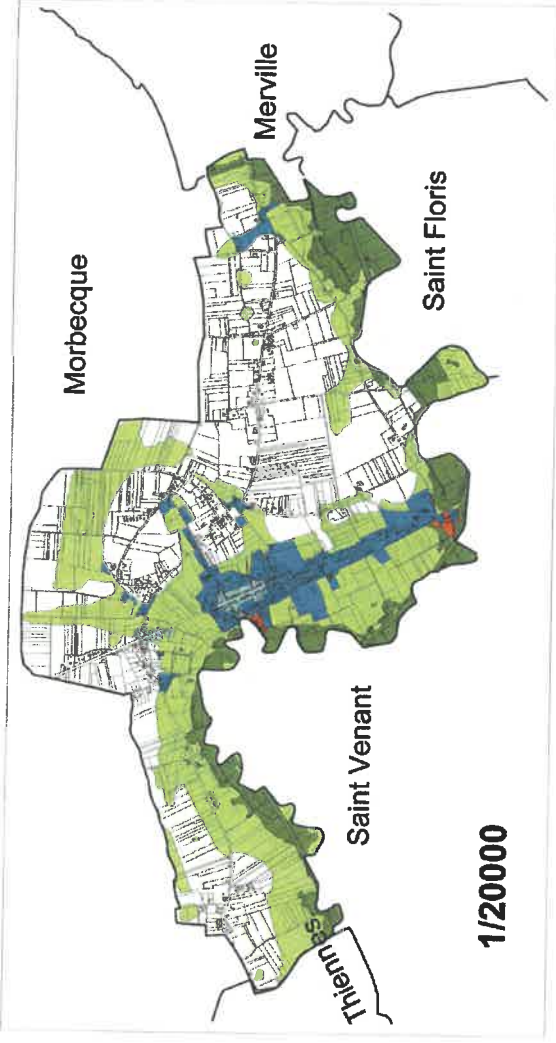 Morbecque
Merville
Saint Floris
Saint Venant
Thiennes
1/20000